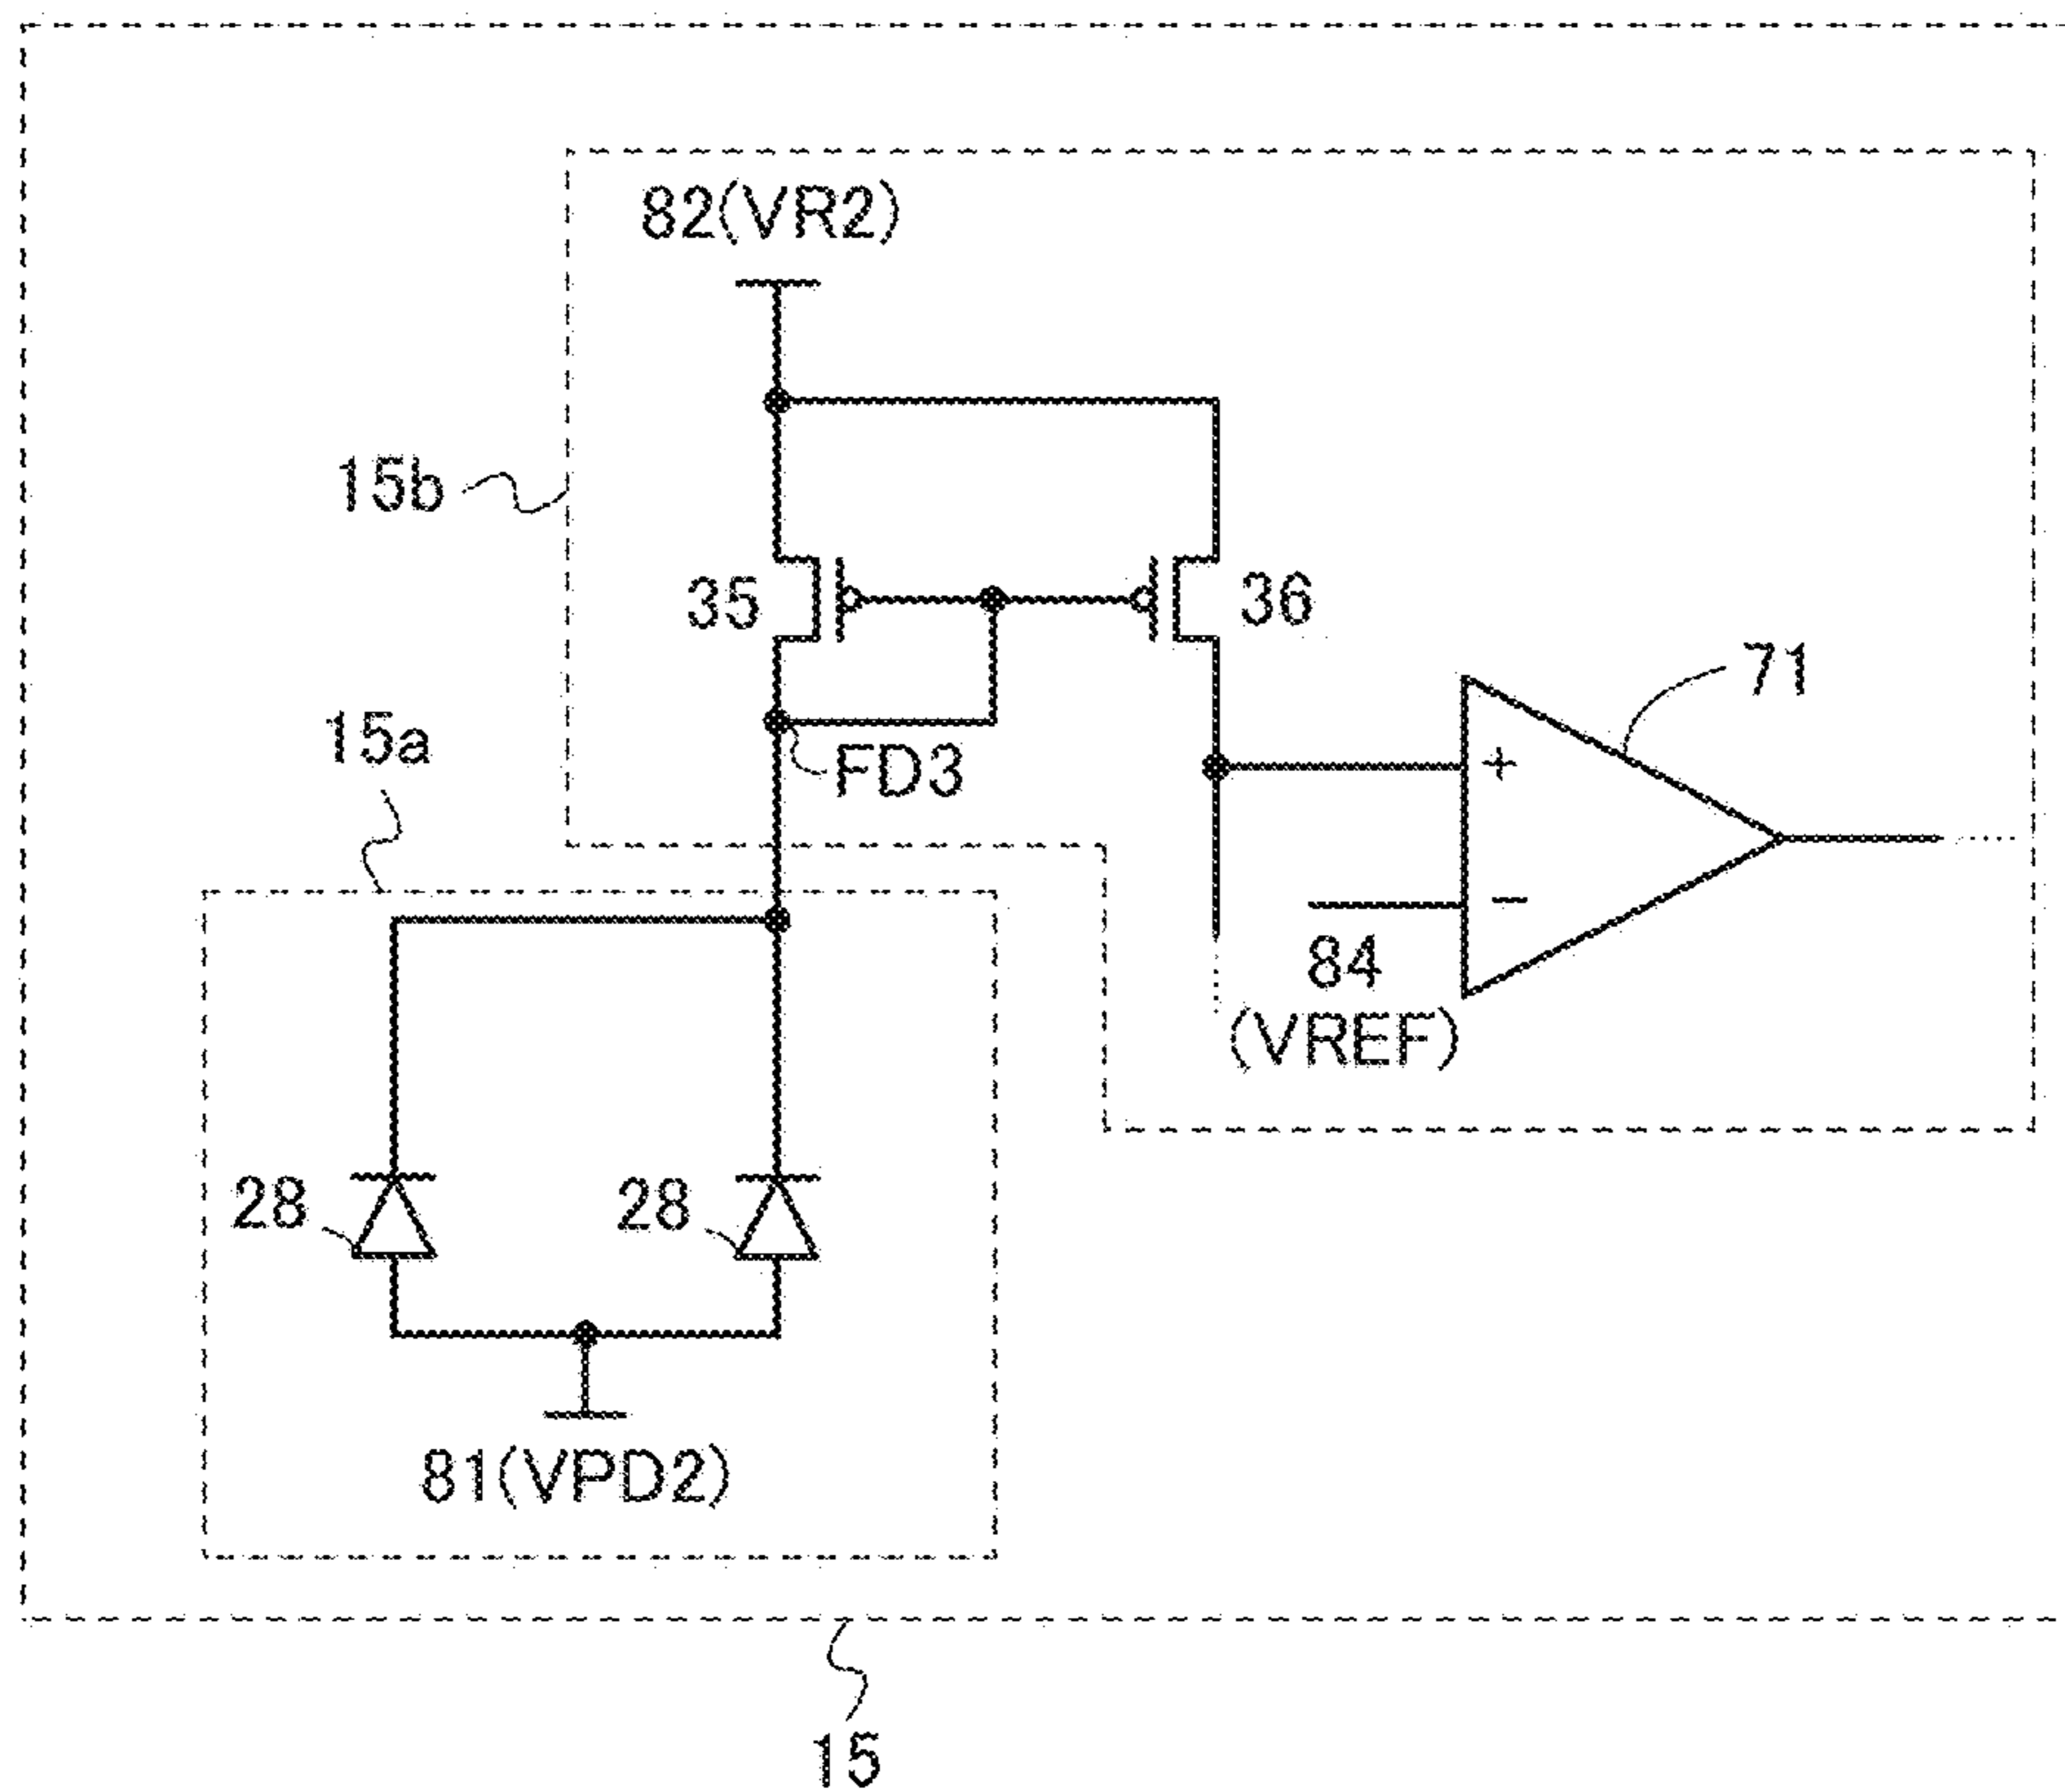 82(VR2)
15b
35
36
71
15a
FD3
+
−
84
(VREF)
28
28
81(VPD2)
15